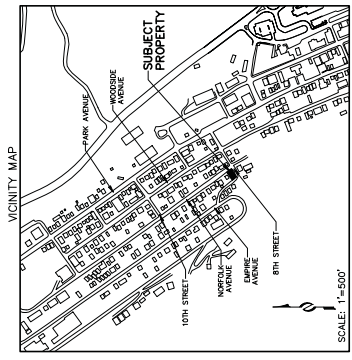 VICINITY MAP
SUBJECT
PROPERTY
WOODSIDE
AVENUE
PARK AVENUE
10TH STREET
NORFOLK
AVENUE
EMPIRE
AVENUE
8TH STREET
SCALE: 1"=500'